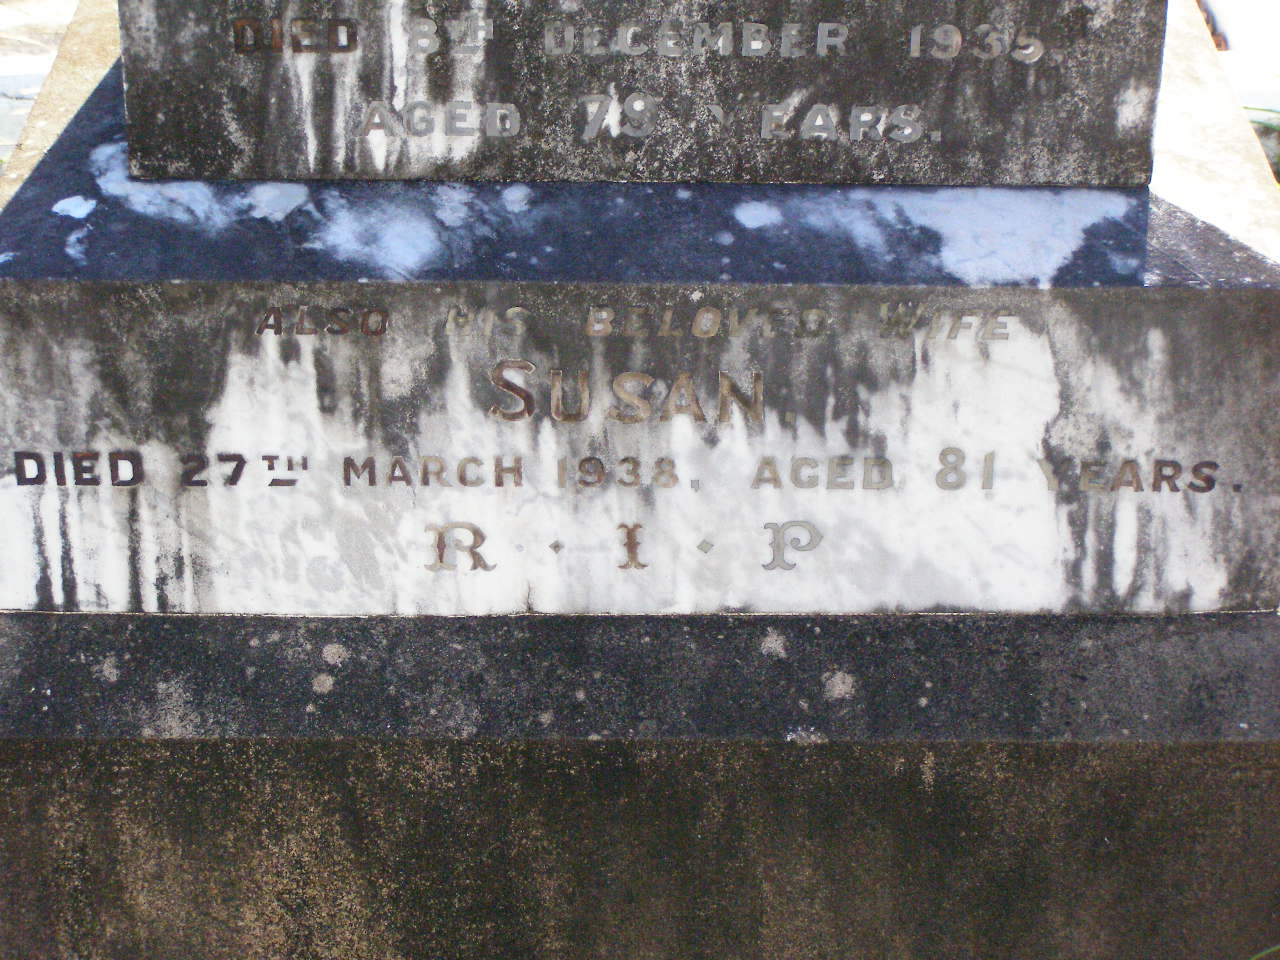 DIED 8TH DECEMBER 1935
AGED 79 YEARS.
ALSO HIS BELOVED WIFE
SUSAN,
DIED 27TH MARCH 1938, AGED 81 YEARS.
R · I · P